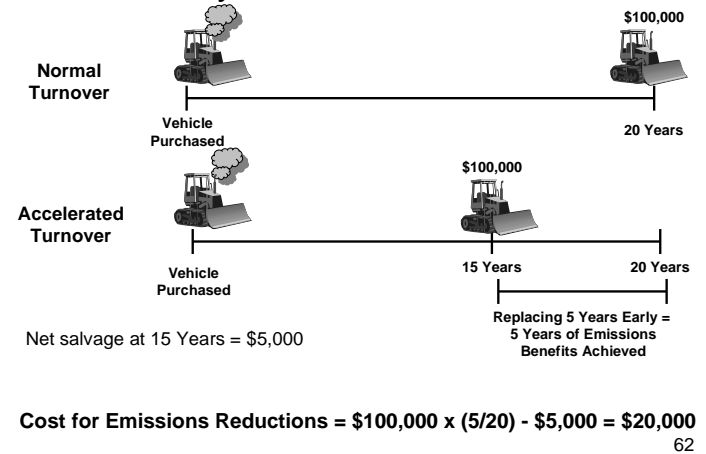 $100,000
Normal
Turnover
Vehicle
Purchased
20 Years
$100,000
Accelerated
Turnover
Vehicle
Purchased
15 Years
20 Years
Replacing 5 Years Early =
5 Years of Emissions
Benefits Achieved
Net salvage at 15 Years = $5,000
Cost for Emissions Reductions = $100,000 x (5/20) - $5,000 = $20,000
62